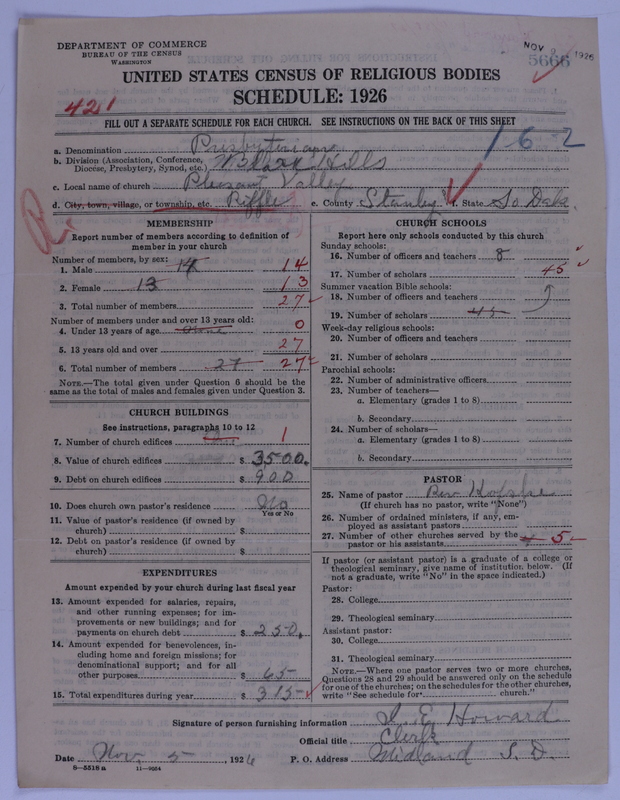 DEPARTMENT OF COMMERCE
BUREAU OF THE CENSUS
WASHINGTON
NOV 8 1926
5666
UNITED STATES CENSUS OF RELIGIOUS BODIES
SCHEDULE: 1926
421
FILL OUT A SEPARATE SCHEDULE FOR EACH CHURCH. SEE INSTRUCTIONS ON THE BACK OF THIS SHEET
1 6-2
a. Denomination Presbyterian
b. Division (Association, Conference, Diocese, Presbytery, Synod, etc.) Black Hills
c. Local name of church Pleasant Valley
d. City, town, village, or township, etc. Riffle e. County Stanley f. State So. Dak.
MEMBERSHIP
Report number of members according to definition of
member in your church
Number of members, by sex:
1. Male 14 14
2. Female 13 13
3. Total number of members 27
Number of members under and over 13 years old:
4. Under 13 years of age None 0
5. 13 years old and over 27
6. Total number of members 27 27
NOTE.—The total given under Question 6 should be the
same as the total of males and females given under Question 3.
CHURCH BUILDINGS
See instructions, paragraphs 10 to 12
7. Number of church edifices 1
8. Value of church edifices $ 3500.
9. Debt on church edifices $ 900
10. Does church own pastor's residence No
Yes or No
11. Value of pastor's residence (if owned by
church) $
12. Debt on pastor's residence (if owned by
church) $
EXPENDITURES
Amount expended by your church during last fiscal year
13. Amount expended for salaries, repairs,
and other running expenses; for im-
provements or new buildings; and for
payments on church debt $ 250.
14. Amount expended for benevolences, in-
cluding home and foreign missions; for
denominational support; and for all
other purposes $ 65-
15. Total expenditures during year $ 315-
CHURCH SCHOOLS
Report here only schools conducted by this church
Sunday schools:
16. Number of officers and teachers 8
17. Number of scholars 45
Summer vacation Bible schools:
18. Number of officers and teachers
19. Number of scholars 45
Week-day religious schools:
20. Number of officers and teachers
21. Number of scholars
Parochial schools:
22. Number of administrative officers
23. Number of teachers—
a. Elementary (grades 1 to 8)
b. Secondary
24. Number of scholars—
a. Elementary (grades 1 to 8)
b. Secondary
PASTOR
25. Name of pastor Rev
(If church has no pastor, write "None")
26. Number of ordained ministers, if any, em-
ployed as assistant pastors
27. Number of other churches served by the
pastor or his assistants 5
If pastor (or assistant pastor) is a graduate of a college or
theological seminary, give name of institution below. (If
not a graduate, write "No" in the space indicated.)
Pastor:
28. College
29. Theological seminary
Assistant pastor:
30. College
31. Theological seminary
NOTE.—Where one pastor serves two or more churches,
Questions 28 and 29 should be answered only on the schedule
for one of the churches; on the schedules for the other churches,
write "See schedule for church."
Signature of person furnishing information S. E. Howard
Official title Clerk
Date Nov. 5, 1926 P. O. Address Midland S. D.
8—5518 a 11—9054